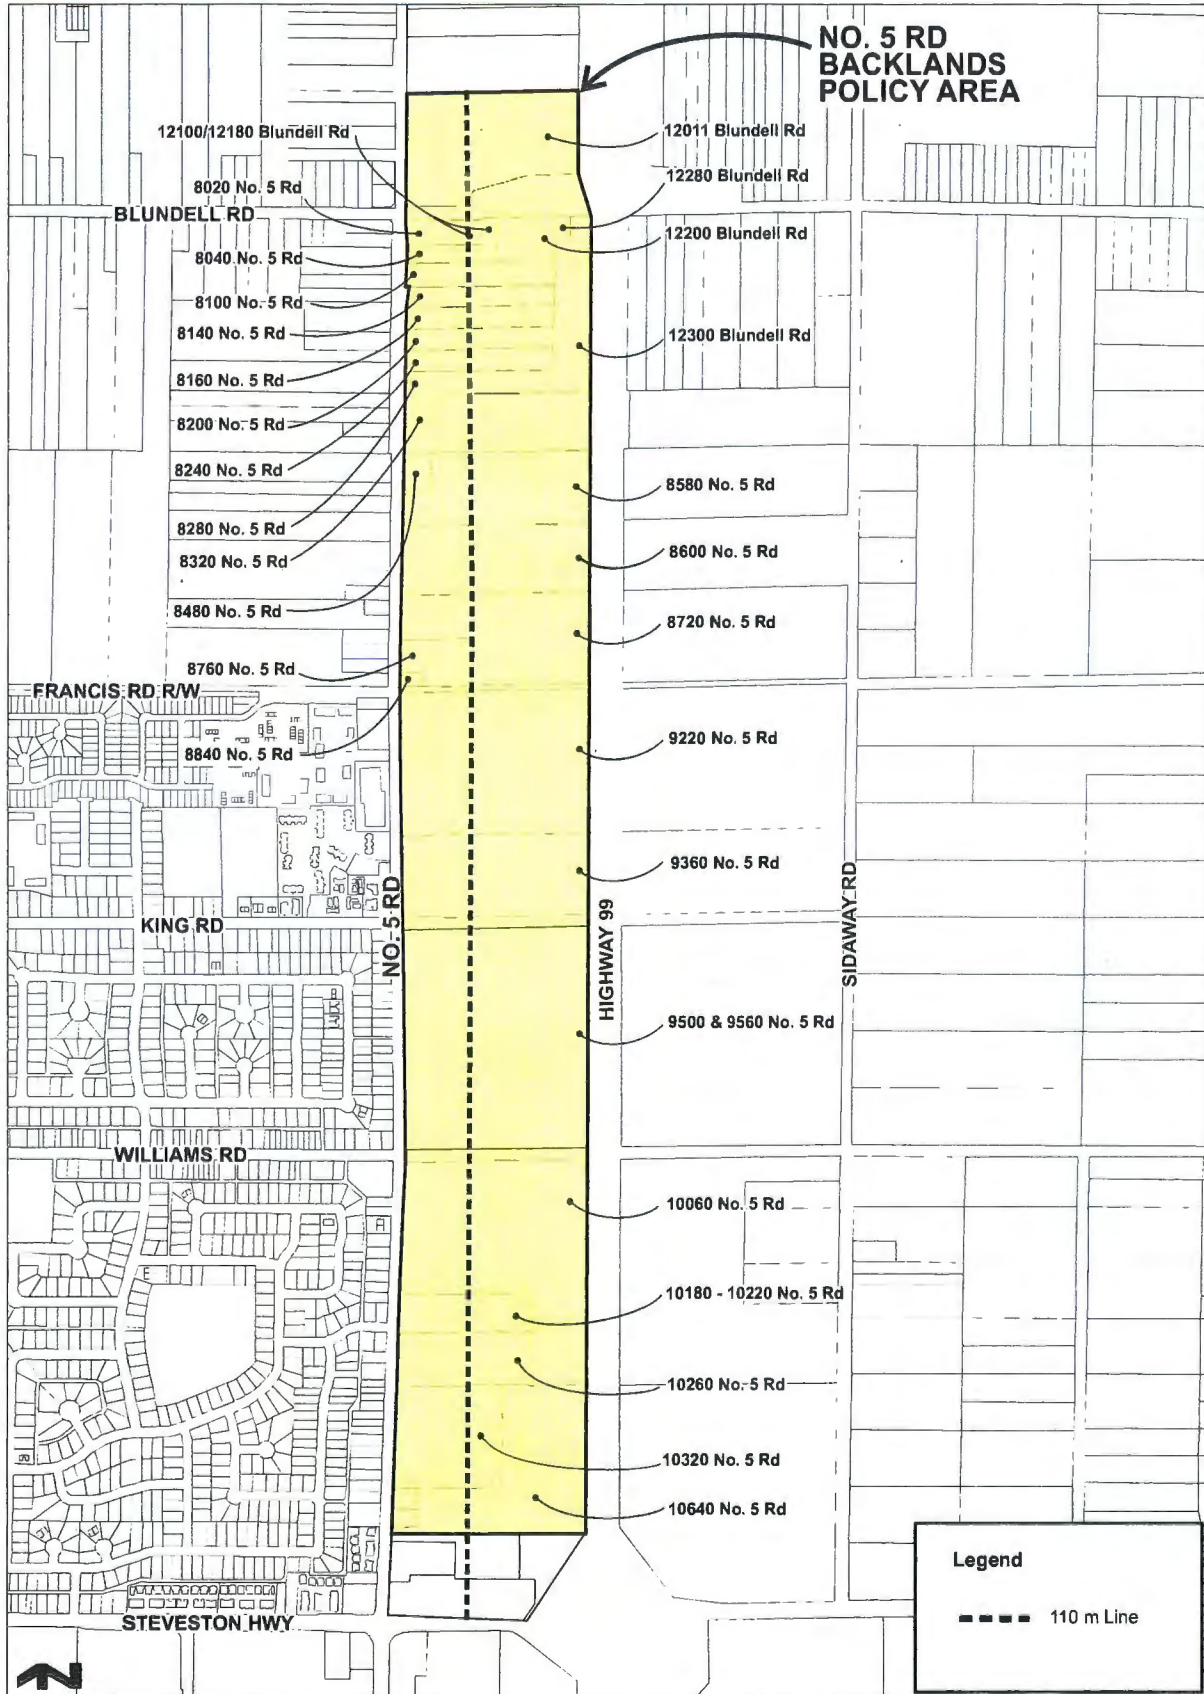 NO. 5 RD
BACKLANDS
POLICY AREA
12100/12180 Blundell Rd
12011 Blundell Rd
8020 No. 5 Rd
12280 Blundell Rd
BLUNDELL RD
12200 Blundell Rd
8040 No. 5 Rd
8100 No. 5 Rd
8140 No. 5 Rd
12300 Blundell Rd
8160 No. 5 Rd
8200 No. 5 Rd
8240 No. 5 Rd
8580 No. 5 Rd
8280 No. 5 Rd
8320 No. 5 Rd
8600 No. 5 Rd
8480 No. 5 Rd
8720 No. 5 Rd
8760 No. 5 Rd
FRANCIS RD R/W
9220 No. 5 Rd
8840 No. 5 Rd
9360 No. 5 Rd
KING RD
NO. 5 RD
HIGHWAY 99
SIDAWAY RD
9500 & 9560 No. 5 Rd
WILLIAMS RD
10060 No. 5 Rd
10180 - 10220 No. 5 Rd
10260 No. 5 Rd
10320 No. 5 Rd
10640 No. 5 Rd
Legend
110 m Line
STEVESTON HWY